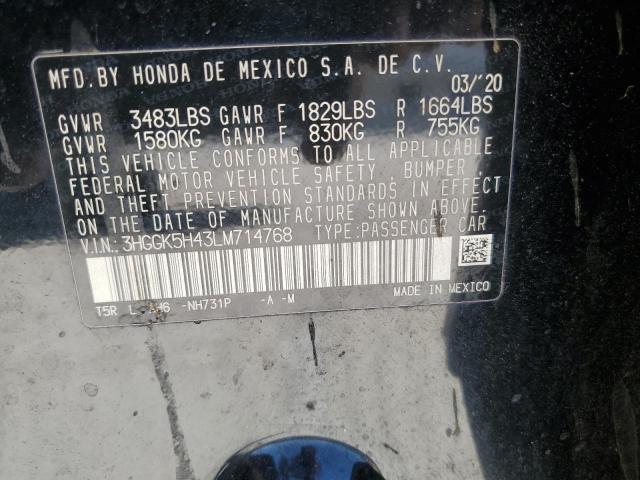 MFD.BY HONDA DE MEXICO S.A. DE C.V.
03/'20
GVWR 3483LBS GAWR F 1829LBS R 1664LBS
GVWR 1580KG GAWR F 830KG R 755KG
THIS VEHICLE CONFORMS TO ALL APPLICABLE
FEDERAL MOTOR VEHICLE SAFETY, BUMPER,
AND THEFT PREVENTION STANDARDS IN EFFECT
ON THE DATE OF MANUFACTURE SHOWN ABOVE.
V.I.N.: 3HGGK5H43LM714768 TYPE:PASSENGER CAR
T5R L -NH731P -A -M MADE IN MEXICO